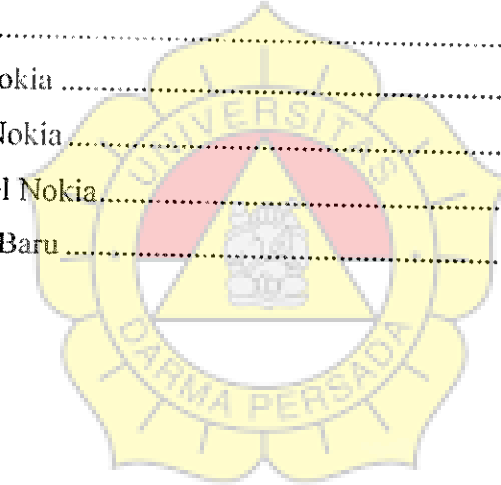 ................................................
okia ................................................
Nokia ................................................
l Nokia ................................................
Baru ................................................
UNIVERSITAS
DARMA PERSADA